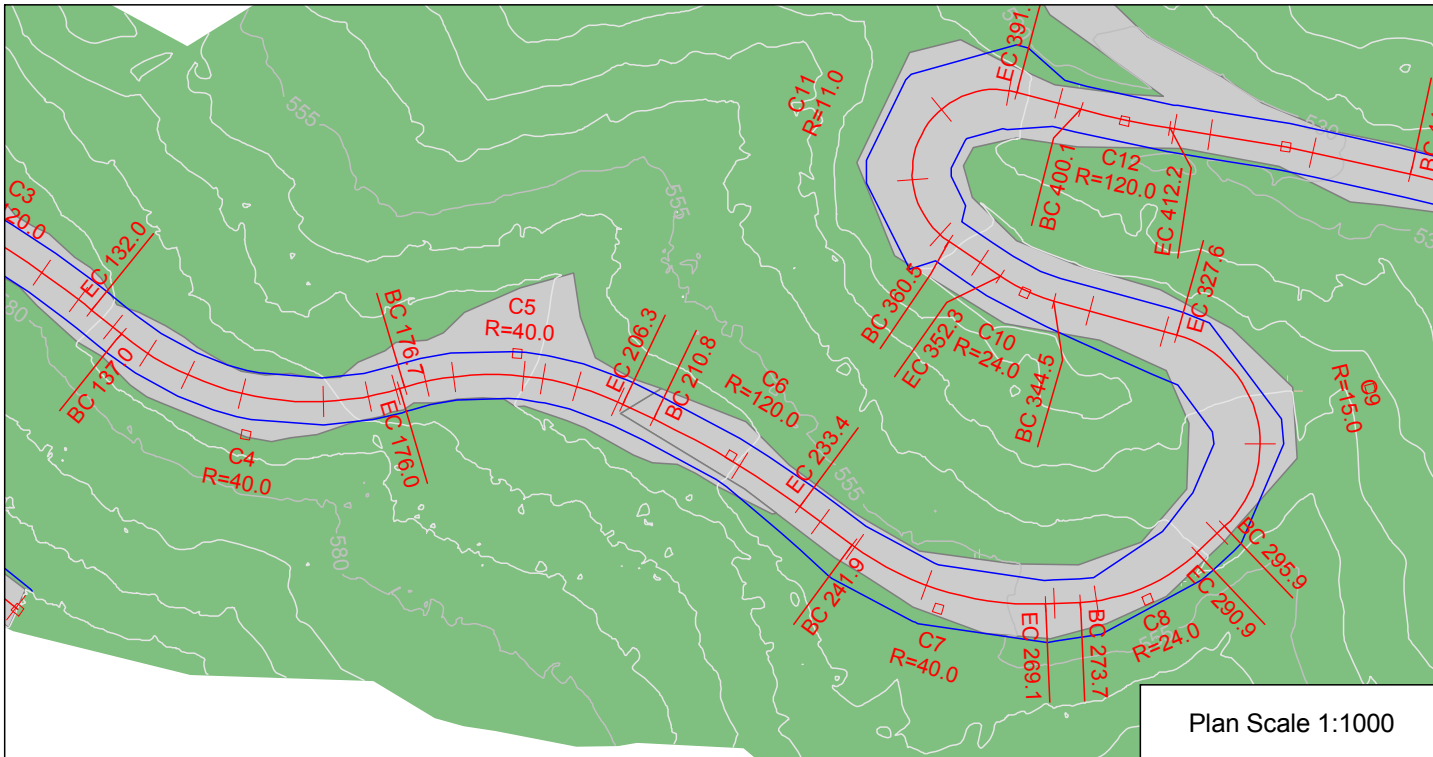 C3
120.0
EC 132.0
BC 137.0
C4
R=40.0
BC 176.7
EC 176.0
C5
R=40.0
EC 206.3
BC 210.8
C6
R=120.0
EC 233.4
BC 241.9
C7
R=40.0
EC 269.1
BC 273.7
C8
R=24.0
EC 290.9
BC 295.9
C9
R=15.0
EC 327.6
BC 344.5
C10
R=24.0
EC 352.3
BC 360.5
C11
R=11.0
EC 391.
BC 400.1
C12
R=120.0
EC 412.2
555
555
555
580
580
530
Plan Scale 1:1000